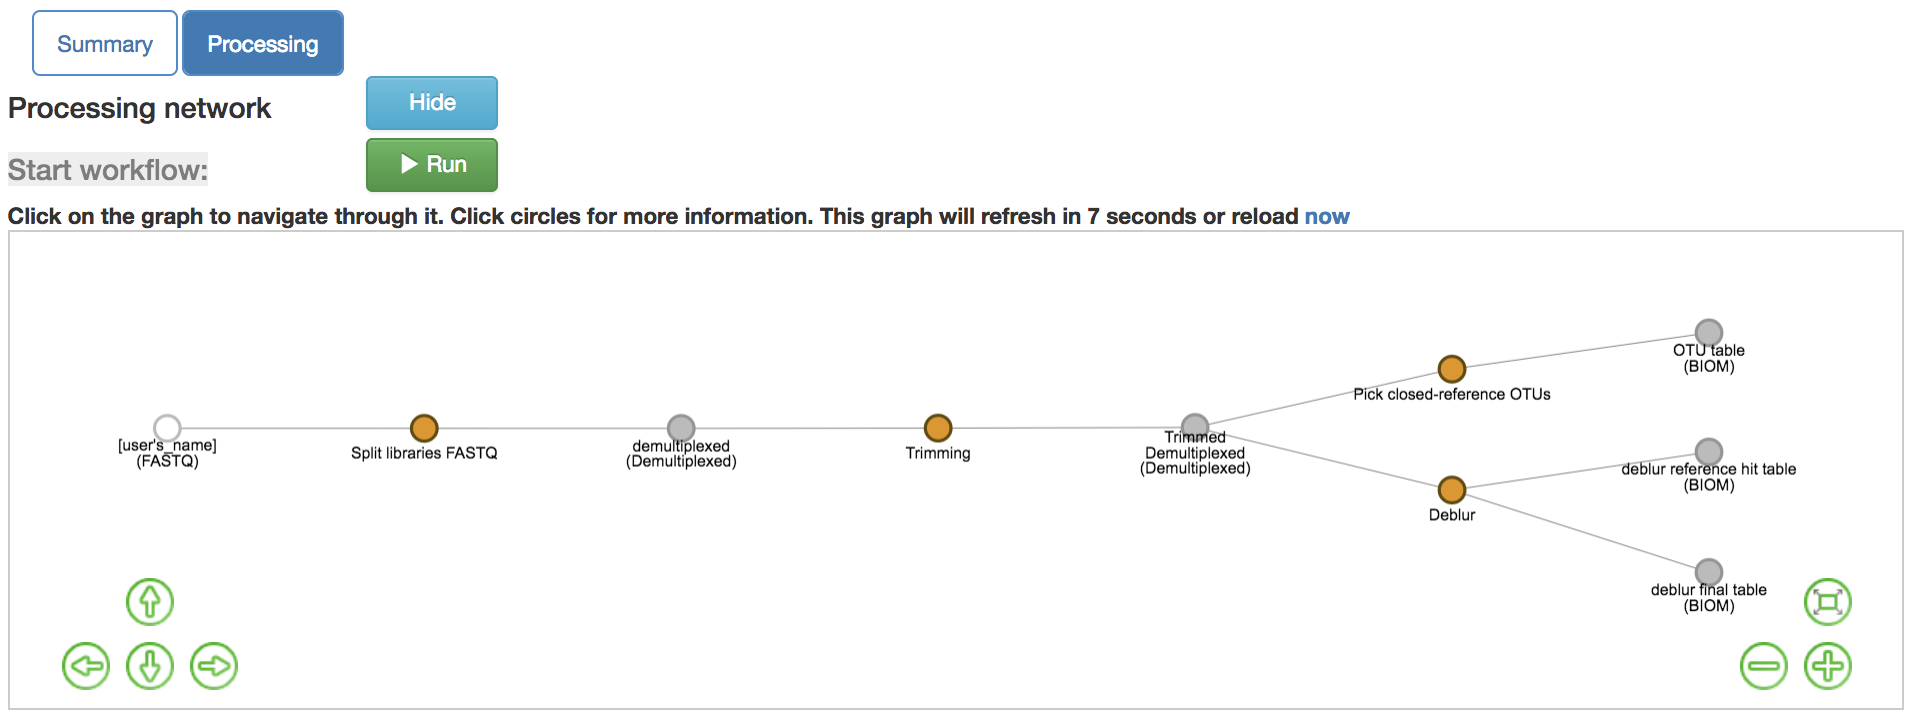 Summary
Processing
Processing network
Hide
Start workflow:
Run
Click on the graph to navigate through it. Click circles for more information. This graph will refresh in 7 seconds or reload now
[user's_name]
(FASTQ)
Split libraries FASTQ
demultiplexed
(Demultiplexed)
Trimming
Trimmed
Demultiplexed
(Demultiplexed)
Pick closed-reference OTUs
OTU table
(BIOM)
deblur reference hit table
(BIOM)
Deblur
deblur final table
(BIOM)